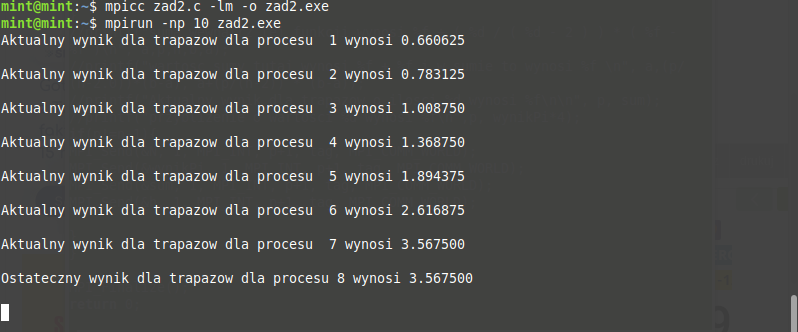 mint@mint:~$ mpicc zad2.c -lm -o zad2.exe
mint@mint:~$ mpirun -np 10 zad2.exe
Aktualny wynik dla trapazow dla procesu  1 wynosi 0.660625
Aktualny wynik dla trapazow dla procesu  2 wynosi 0.783125
Aktualny wynik dla trapazow dla procesu  3 wynosi 1.008750
Aktualny wynik dla trapazow dla procesu  4 wynosi 1.368750
Aktualny wynik dla trapazow dla procesu  5 wynosi 1.894375
Aktualny wynik dla trapazow dla procesu  6 wynosi 2.616875
Aktualny wynik dla trapazow dla procesu  7 wynosi 3.567500
Ostateczny wynik dla trapazow dla procesu 8 wynosi 3.567500